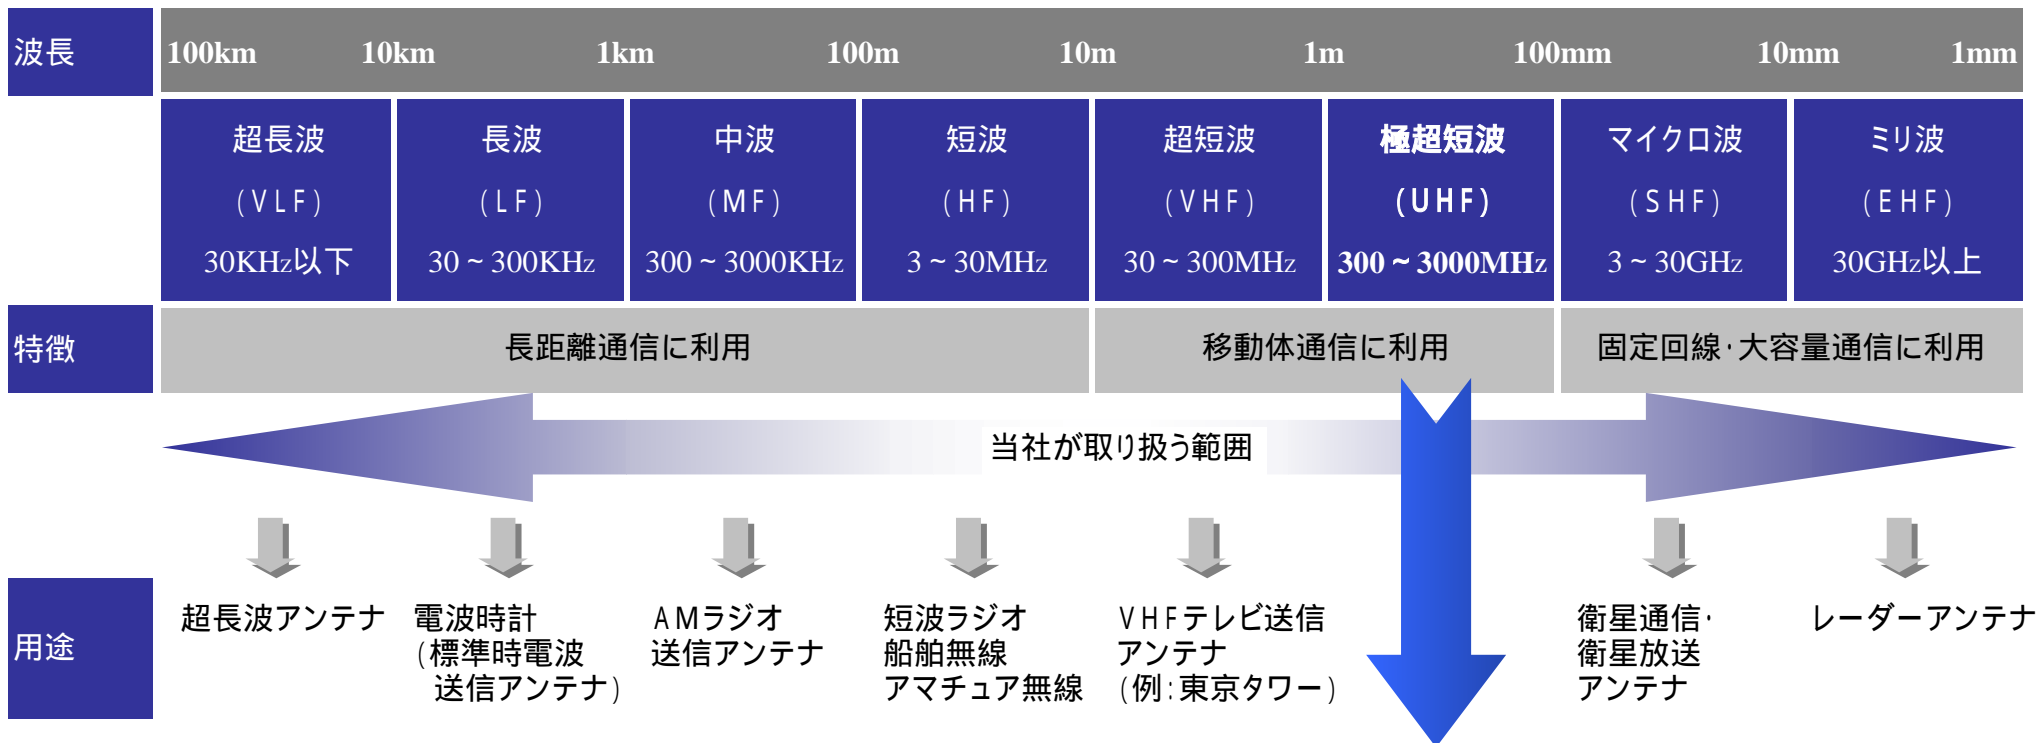 波長 100km 10km 1km 100m 10m 1m 100mm 10mm 1mm
超長波 長波 中波 短波 超短波 極超短波 マイクロ波 ミリ波
(VLF) (LF) (MF) (HF) (VHF) (UHF) (SHF) (EHF)
30KHz以下 30~300KHz 300~3000KHz 3~30MHz 30~300MHz 300~3000MHz 3~30GHz 30GHz以上
特徴 長距離通信に利用 移動体通信に利用 固定回線・大容量通信に利用
当社が取り扱う範囲
用途
超長波アンテナ
電波時計
(標準時電波
送信アンテナ)
AMラジオ
送信アンテナ
短波ラジオ
船舶無線
アマチュア無線
VHFテレビ送信
アンテナ
(例:東京タワー)
衛星通信・
衛星放送
アンテナ
レーダーアンテナ